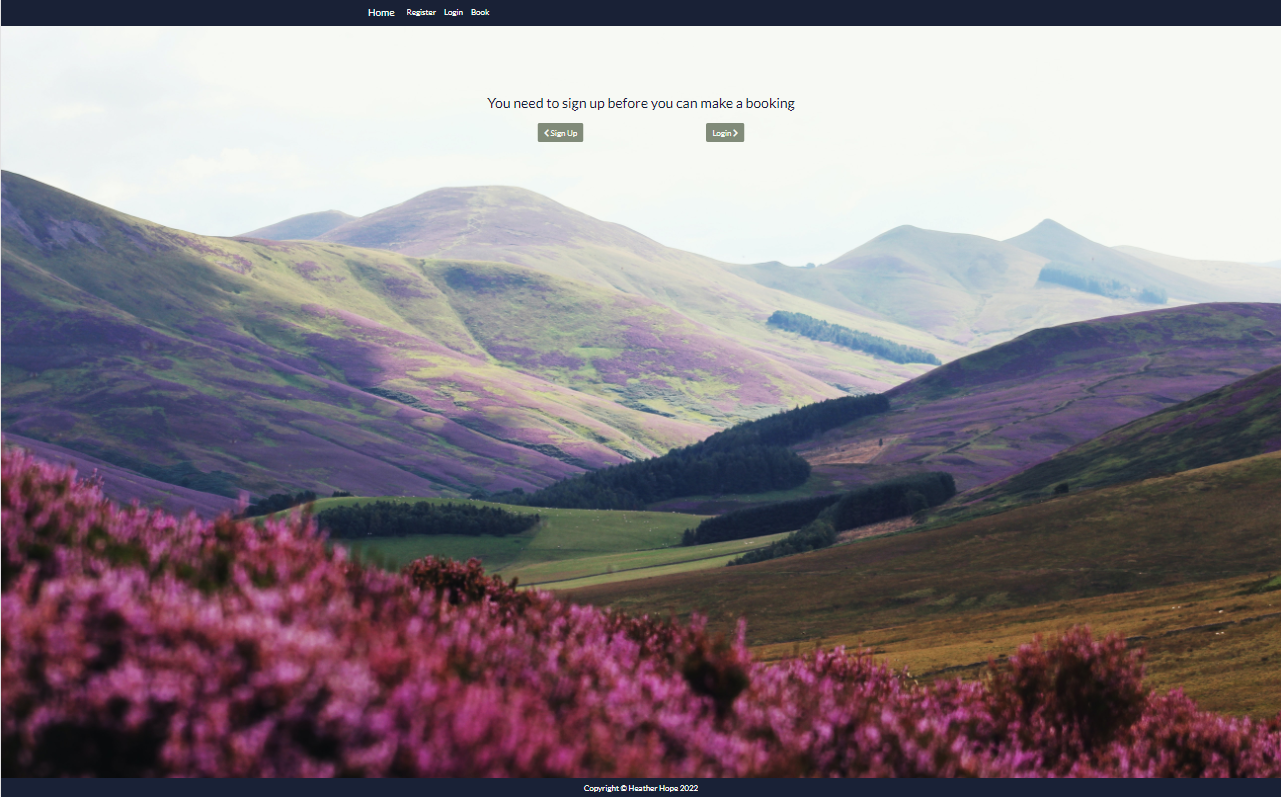 Home Register Login Book
You need to sign up before you can make a booking
Sign Up Login
Copyright © Heather Hope 2022